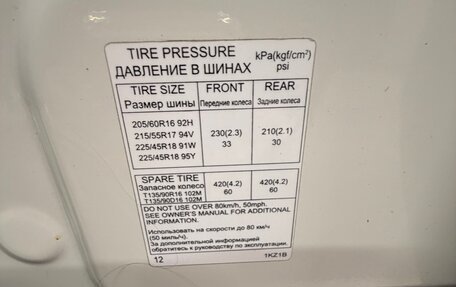 TIRE PRESSURE kPa(kgf/cm²)
ДАВЛЕНИЕ В ШИНАХ psi
TIRE SIZE FRONT REAR
Размер шины Передние колеса Задние колеса
205/60R16 92H
215/55R17 94V 230(2.3) 210(2.1)
225/45R18 91W 33 30
225/45R18 95Y
SPARE TIRE
Запасное колесо 420(4.2) 420(4.2)
T135/90R16 102M 60 60
T135/90D16 102M
DO NOT USE OVER 80km/h, 50mph.
SEE OWNER'S MANUAL FOR ADDITIONAL
INFORMATION.
Используеть на скорости до 80 км/ч
(50 миль/ч).
За дополнительной информацией
обратитесь к руководству по эксплуатации.
12 1KZ1B